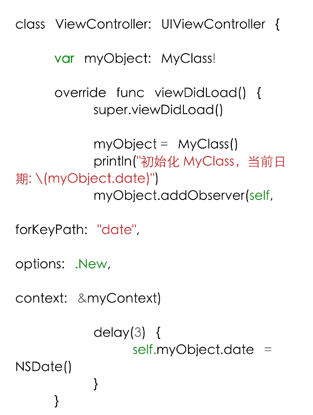 class ViewController: UIViewController {
var myObject: MyClass!
override func viewDidLoad() {
super.viewDidLoad()
myObject = MyClass()
println("初始化 MyClass，当前日
期: \(myObject.date)")
myObject.addObserver(self,
forKeyPath: "date",
options: .New,
context: &myContext)
delay(3) {
self.myObject.date =
NSDate()
}
}